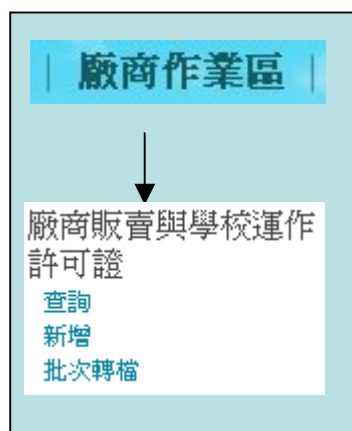 | 廠商作業區 |
廠商販賣與學校運作
許可證
查詢
新增
批次轉檔